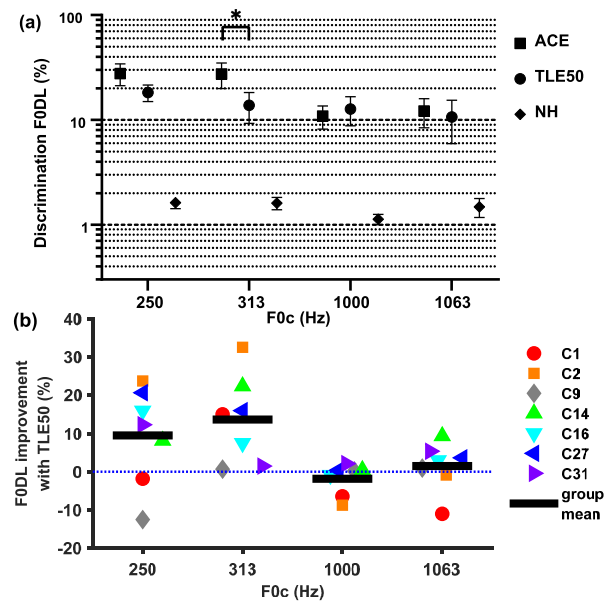 (a)
100
10
1
Discrimination F0DL (%)
*
ACE
TLE50
NH
250 313 1000 1063
F0c (Hz)
(b)
40
30
20
10
0
-10
-20
F0DL improvement
with TLE50 (%)
250 313 1000 1063
F0c (Hz)
C1
C2
C9
C14
C16
C27
C31
group
mean